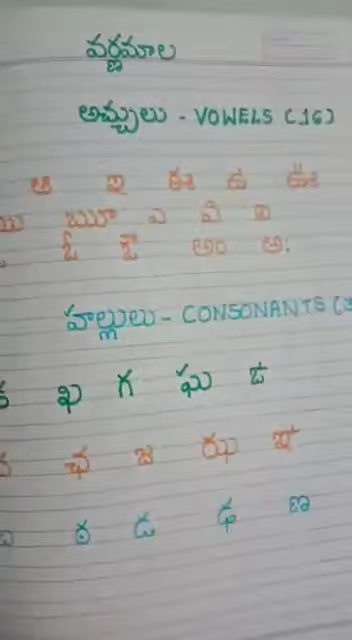 వర్ణమాల
అచ్చులు - VOWELS (16)
ఆ ఇ ఈ ఉ ఊ
ౠ ఎ ఏ ఐ
ఓ ఔ అం అః
హల్లులు - CONSONANTS (
ఖ గ ఘ ఙ
ఛ జ ఝ ఞ
ఠ డ ఢ ణ